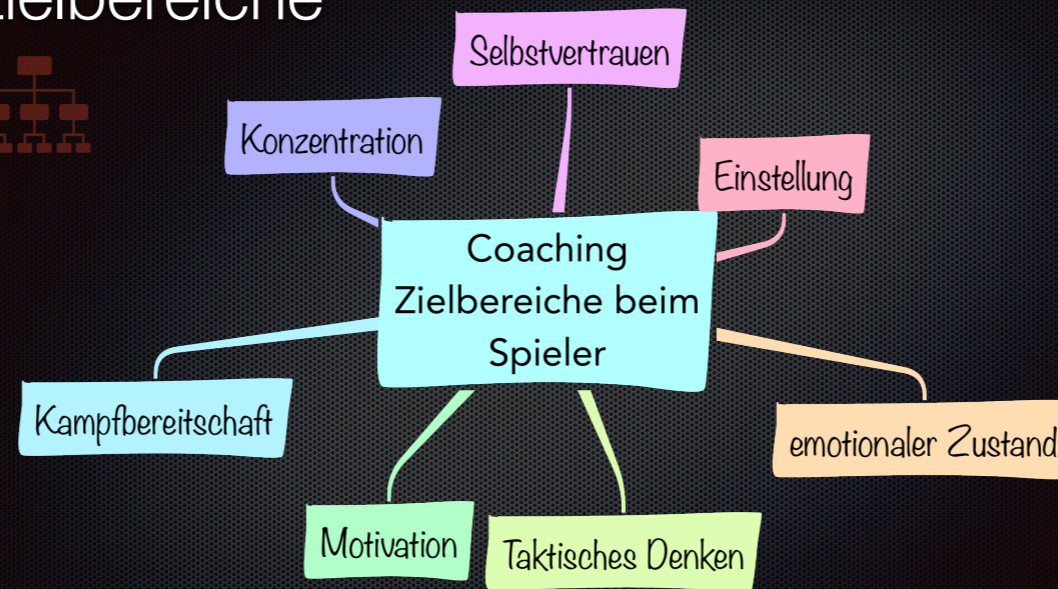 Zielbereiche
Selbstvertrauen
Konzentration
Einstellung
Coaching
Zielbereiche beim
Spieler
Kampfbereitschaft
emotionaler Zustand
Motivation
Taktisches Denken